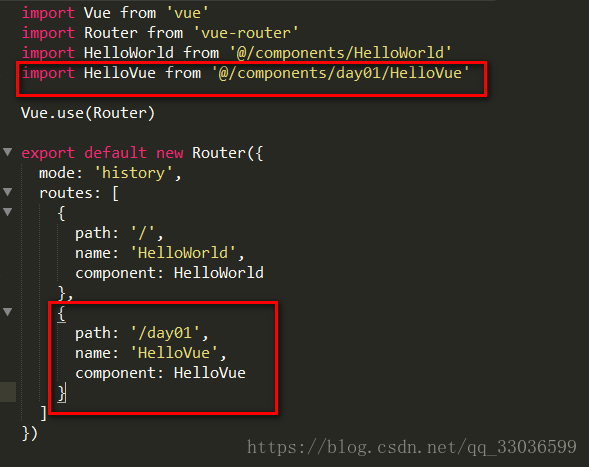 import Vue from 'vue'
import Router from 'vue-router'
import HelloWorld from '@/components/HelloWorld'
import HelloVue from '@/components/day01/HelloVue'
Vue.use(Router)
export default new Router({
mode: 'history',
routes: [
{
path: '/',
name: 'HelloWorld',
component: HelloWorld
},
{
path: '/day01',
name: 'HelloVue',
component: HelloVue
}
]
})
https://blog.csdn.net/qq_33036599